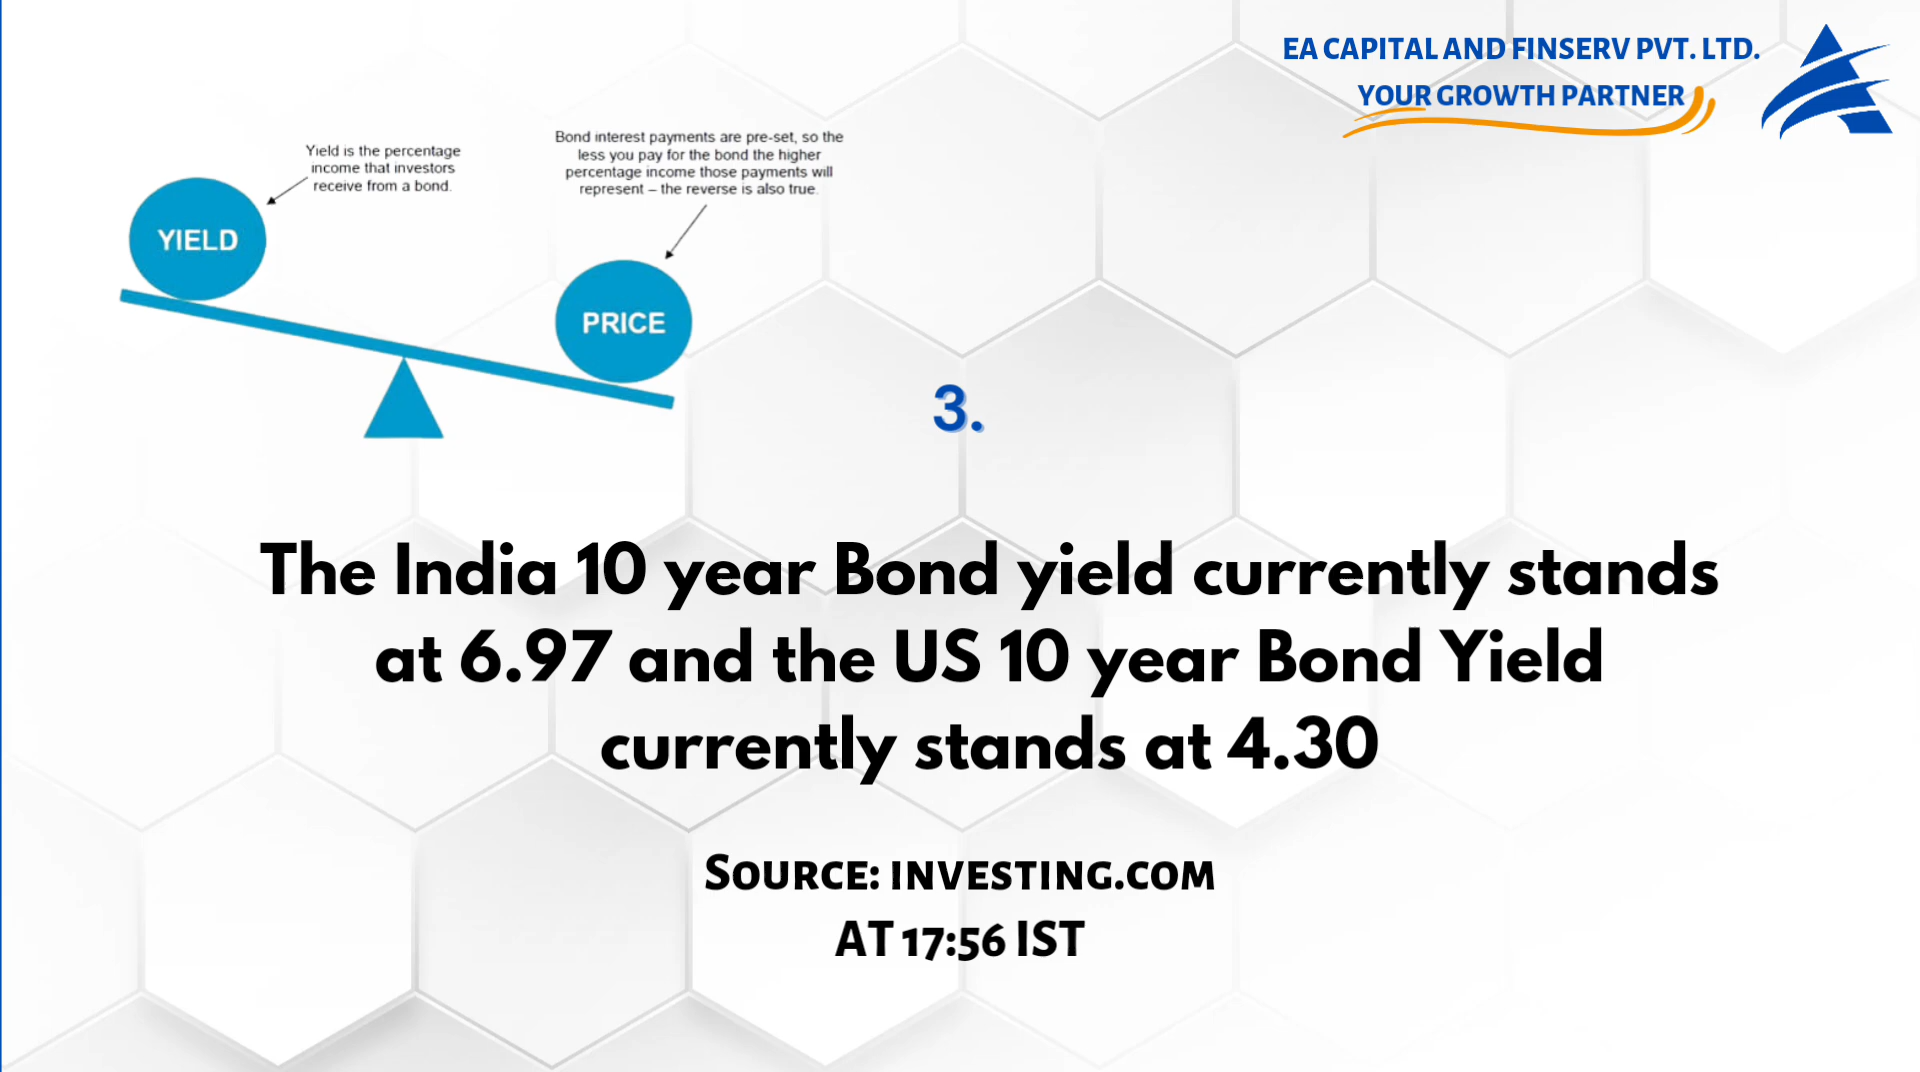 EA CAPITAL AND FINSERV PVT. LTD.
YOUR GROWTH PARTNER
Yield is the percentage
income that investors
receive from a bond.
Bond interest payments are pre-set, so the
less you pay for the bond the higher
percentage income those payments will
represent – the reverse is also true.
YIELD
PRICE
3.
The India 10 year Bond yield currently stands
at 6.97 and the US 10 year Bond Yield
currently stands at 4.30
Source: investing.com
AT 17:56 IST